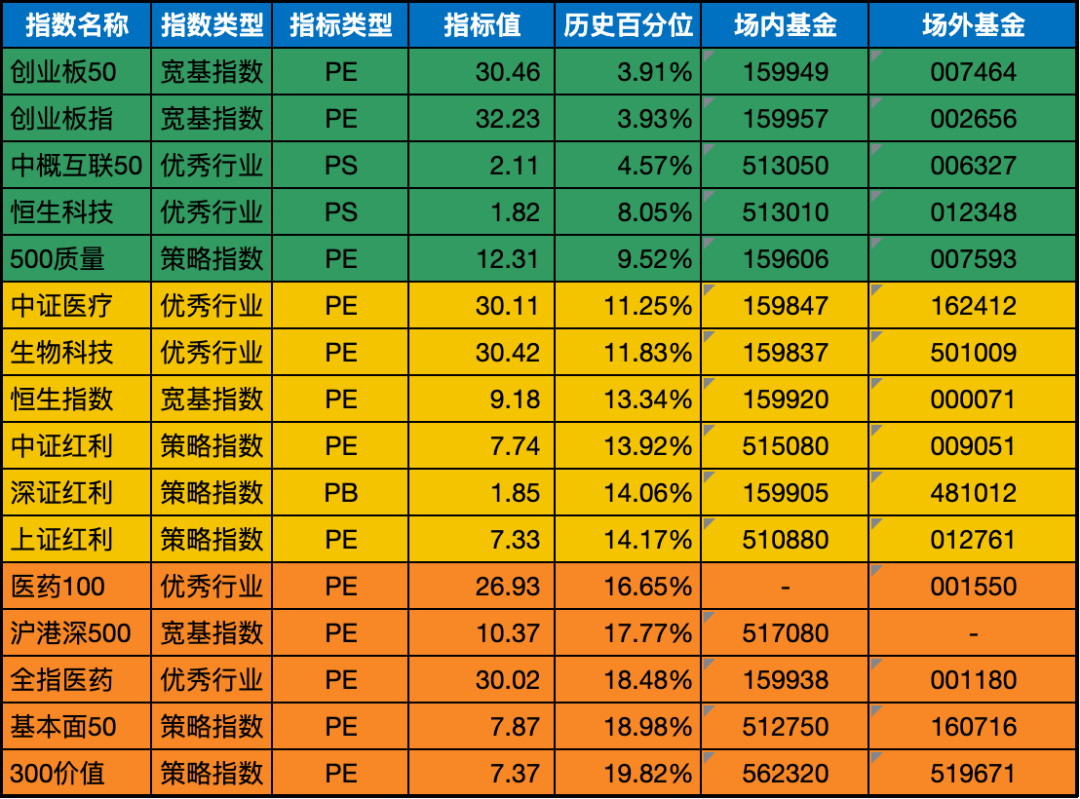 指数名称 指数类型 指标类型 指标值 历史百分位 场内基金 场外基金
创业板50 宽基指数 PE 30.46 3.91% 159949 007464
创业板指 宽基指数 PE 32.23 3.93% 159957 002656
中概互联50 优秀行业 PS 2.11 4.57% 513050 006327
恒生科技 优秀行业 PS 1.82 8.05% 513010 012348
500质量 策略指数 PE 12.31 9.52% 159606 007593
中证医疗 优秀行业 PE 30.11 11.25% 159847 162412
生物科技 优秀行业 PE 30.42 11.83% 159837 501009
恒生指数 宽基指数 PE 9.18 13.34% 159920 000071
中证红利 策略指数 PE 7.74 13.92% 515080 009051
深证红利 策略指数 PB 1.85 14.06% 159905 481012
上证红利 策略指数 PE 7.33 14.17% 510880 012761
医药100 优秀行业 PE 26.93 16.65% - 001550
沪港深500 宽基指数 PE 10.37 17.77% 517080 -
全指医药 优秀行业 PE 30.02 18.48% 159938 001180
基本面50 策略指数 PE 7.87 18.98% 512750 160716
300价值 策略指数 PE 7.37 19.82% 562320 519671